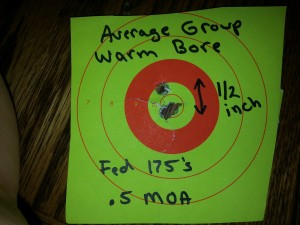 Average Group
Warm Bore
1/2
inch
Fed 175's
.5 MOA